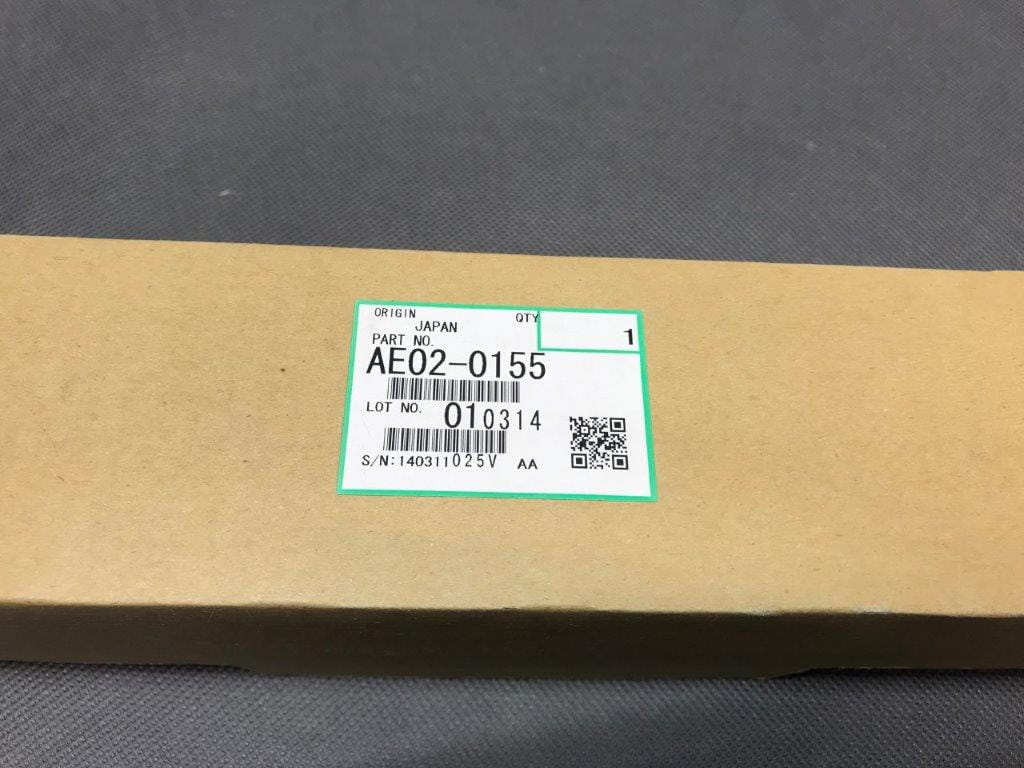 ORIGIN
JAPAN
QTY
1
PART NO.
AE02-0155
LOT NO. 010314
S/N:140311025V AA